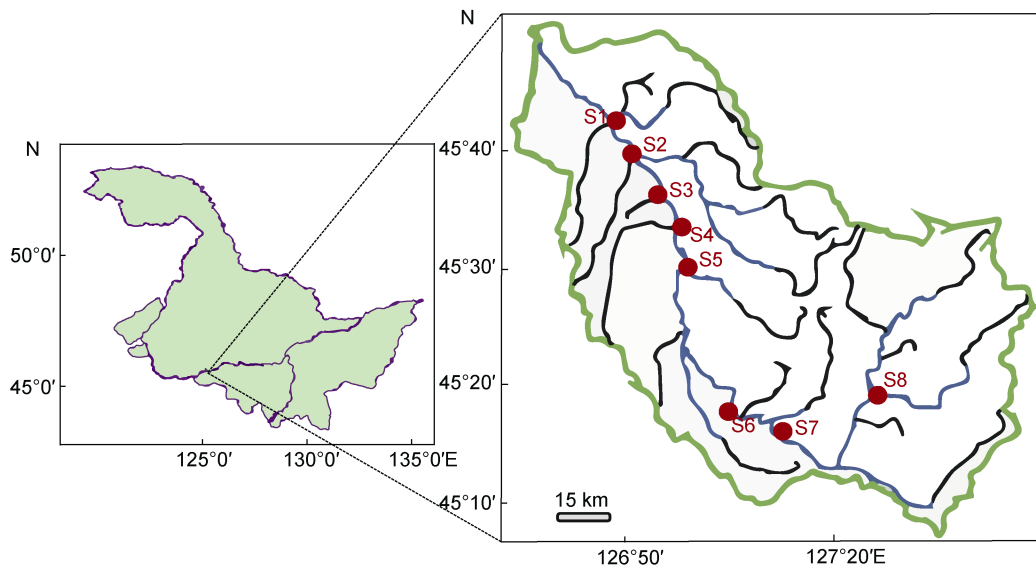 N
50°0′
45°0′
125°0′
130°0′
135°0′E
N
45°40′
45°30′
45°20′
45°10′
S1
S2
S3
S4
S5
S6
S7
S8
15 km
126°50′
127°20′E